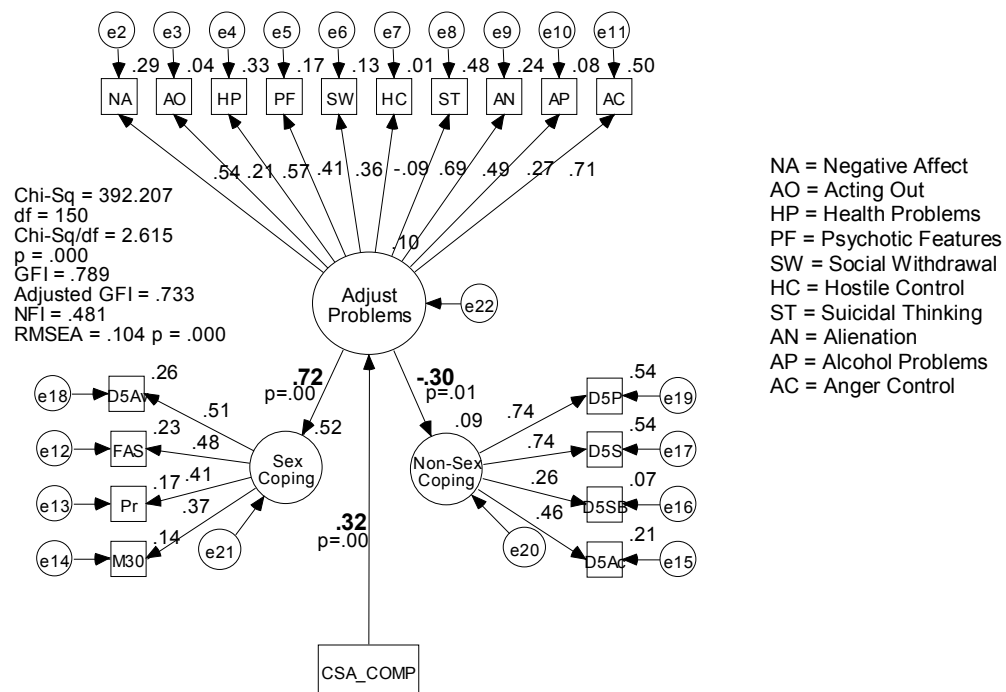 e2 e3 e4 e5 e6 e7 e8 e9 e10 e11
.29 .04 .33 .17 .13 .01 .48 .24 .08 .50
NA AO HP PF SW HC ST AN AP AC
.54 .21 .57 .41 .36 -.09 .69 .49 .27 .71
Chi-Sq = 392.207
df = 150
Chi-Sq/df = 2.615
p = .000
GFI = .789
Adjusted GFI = .733
NFI = .481
RMSEA = .104 p = .000
.10
Adjust
Problems
e22
NA = Negative Affect
AO = Acting Out
HP = Health Problems
PF = Psychotic Features
SW = Social Withdrawal
HC = Hostile Control
ST = Suicidal Thinking
AN = Alienation
AP = Alcohol Problems
AC = Anger Control
.72
p=.00
-.30
p=.01
.26
e18 D5Av
.51
.23
e12 FAS
.48
.17
e13 Pr
.41
.14
e14 M30
.37
.52
Sex
Coping
e21
.09
Non-Sex
Coping
e20
.74
.54
D5P e19
.74
.54
D5S e17
.26
.07
D5SB e16
.46
.21
D5Ac e15
.32
p=.00
CSA_COMP